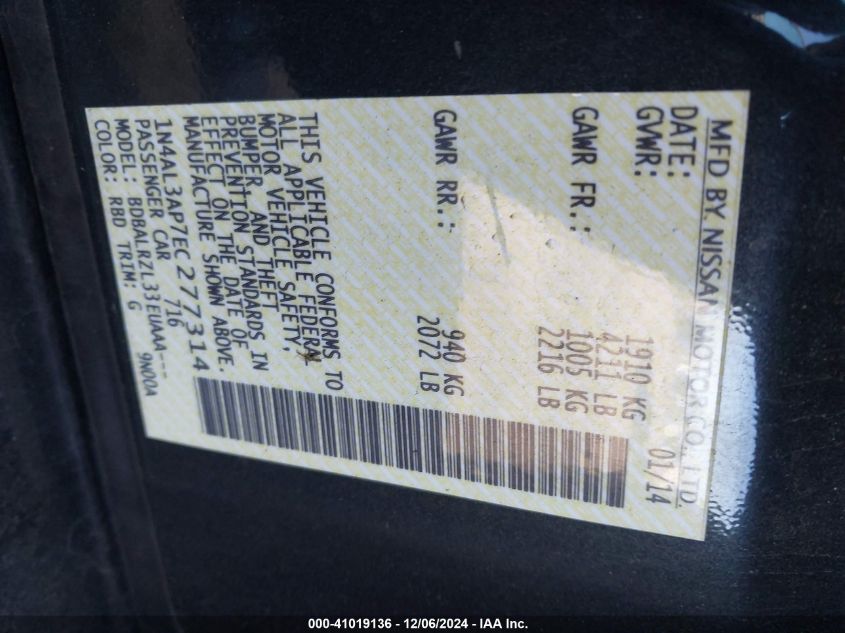 MFD BY. NISSAN MOTOR CO., LTD.
DATE: 01/14
GVWR: 1910 KG
4211 LB
GAWR FR.: 1005 KG
2216 LB
GAWR RR.: 940 KG
2072 LB
THIS VEHICLE CONFORMS TO
ALL APPLICABLE FEDERAL
MOTOR VEHICLE SAFETY,
BUMPER, AND THEFT
PREVENTION STANDARDS IN
EFFECT ON THE DATE OF
MANUFACTURE SHOWN ABOVE.
1N4AL3AP7EC277314
PASSENGER CAR 716
MODEL: BDBALRZL33EUAAA---
COLOR: RBD TRIM: G 9N00A
000-41019136 - 12/06/2024 - IAA Inc.